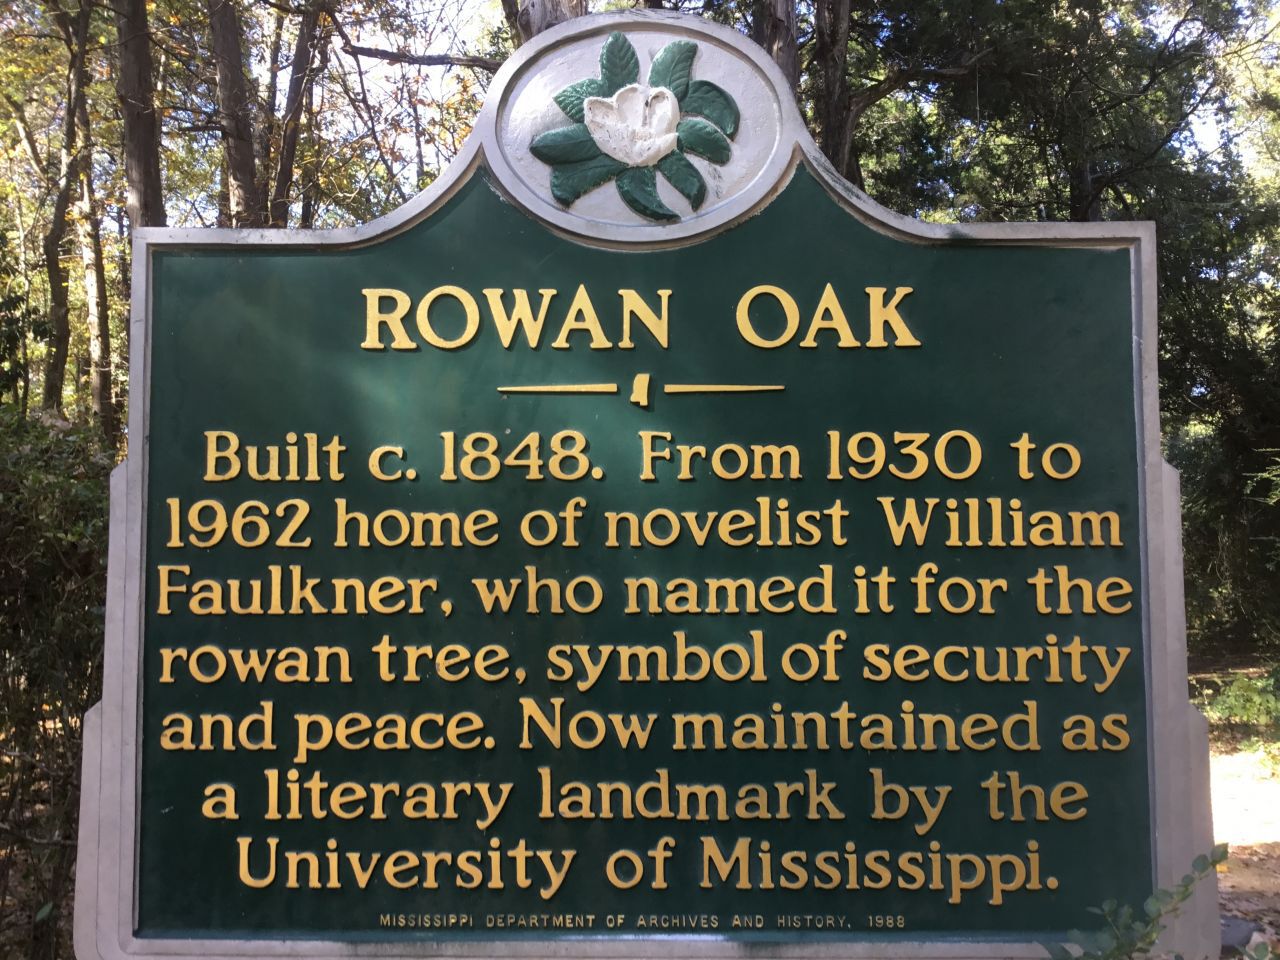 ROWAN OAK
Built c. 1848. From 1930 to
1962 home of novelist William
Faulkner, who named it for the
rowan tree, symbol of security
and peace. Now maintained as
a literary landmark by the
University of Mississippi.
MISSISSIPPI DEPARTMENT OF ARCHIVES AND HISTORY, 1988